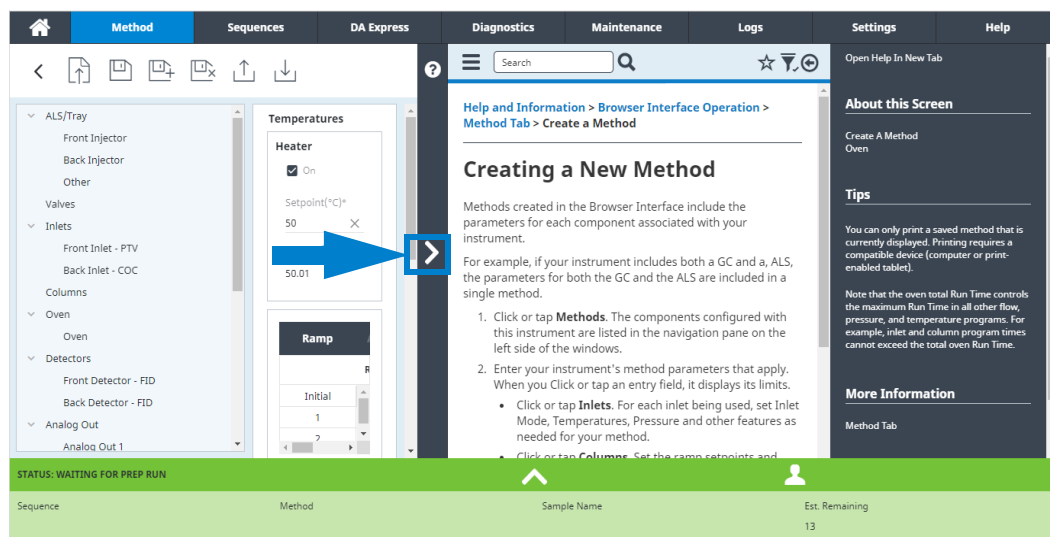 Method
Sequences
DA Express
Diagnostics
Maintenance
Logs
Settings
Help
ALS/Tray
Front Injector
Back Injector
Other
Valves
Inlets
Front Inlet - PTV
Back Inlet - COC
Columns
Oven
Oven
Detectors
Front Detector - FID
Back Detector - FID
Analog Out
Analog Out 1
Temperatures
Heater
On
Setpoint(°C)*
50
50.01
Ramp
Initial
1
2
?
Search
Help and Information > Browser Interface Operation >
Method Tab > Create a Method
Creating a New Method
Methods created in the Browser Interface include the
parameters for each component associated with your
instrument.
For example, if your instrument includes both a GC and a, ALS,
the parameters for both the GC and the ALS are included in a
single method.
1. Click or tap Methods. The components configured with
this instrument are listed in the navigation pane on the
left side of the windows.
2. Enter your instrument's method parameters that apply.
When you Click or tap an entry field, it displays its limits.
• Click or tap Inlets. For each inlet being used, set Inlet
Mode, Temperatures, Pressure and other features as
needed for your method.
• Click or tap Columns. Set the ramp setpoints and
Open Help In New Tab
About this Screen
Create A Method
Oven
Tips
You can only print a saved method that is
currently displayed. Printing requires a
compatible device (computer or print-
enabled tablet).
Note that the oven total Run Time controls
the maximum Run Time in all other flow,
pressure, and temperature programs. For
example, inlet and column program times
cannot exceed the total oven Run Time.
More Information
Method Tab
STATUS: WAITING FOR PREP RUN
Sequence
Method
Sample Name
Est. Remaining
13